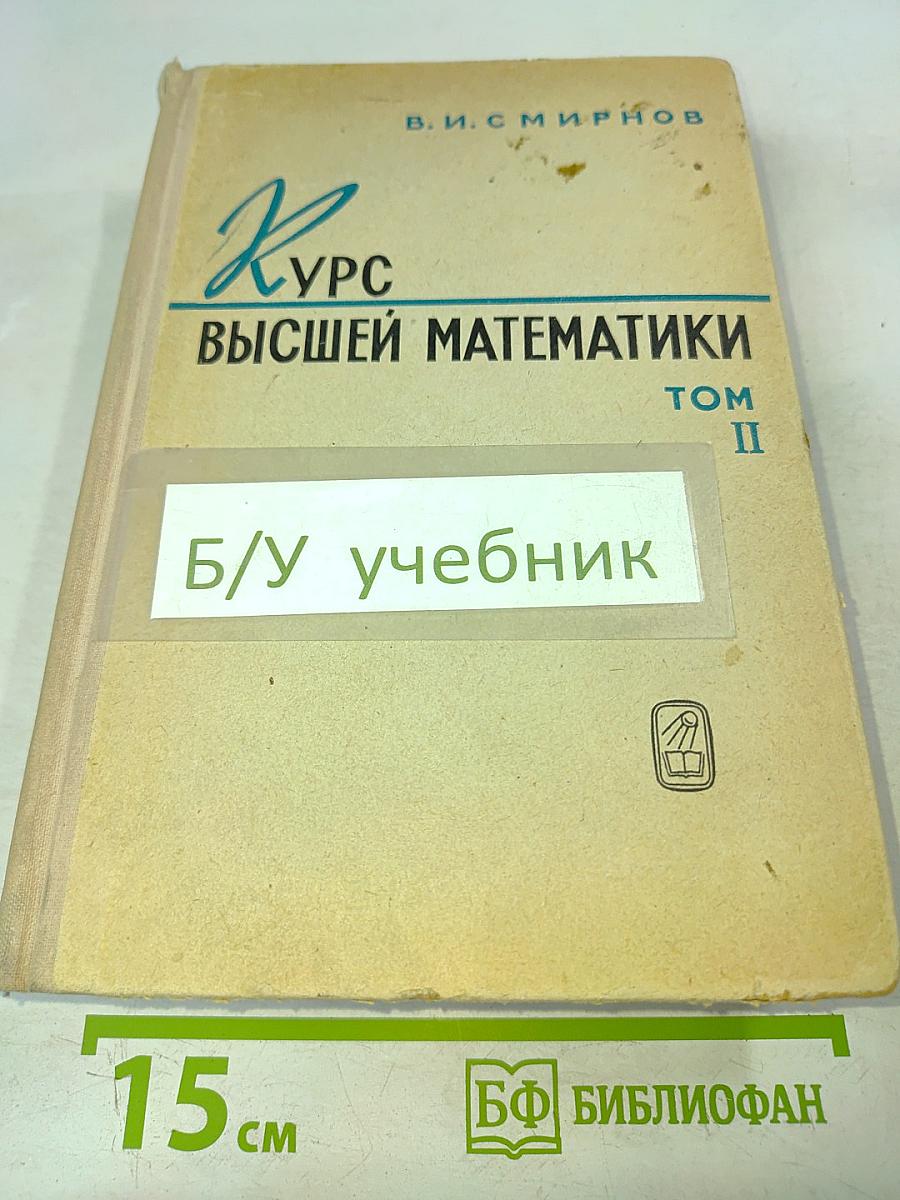 В. И. СМИРНОВ
Курс
ВЫСШЕЙ МАТЕМАТИКИ
ТОМ
II
Б/У учебник
15 см
БФ БИБЛИОФАН